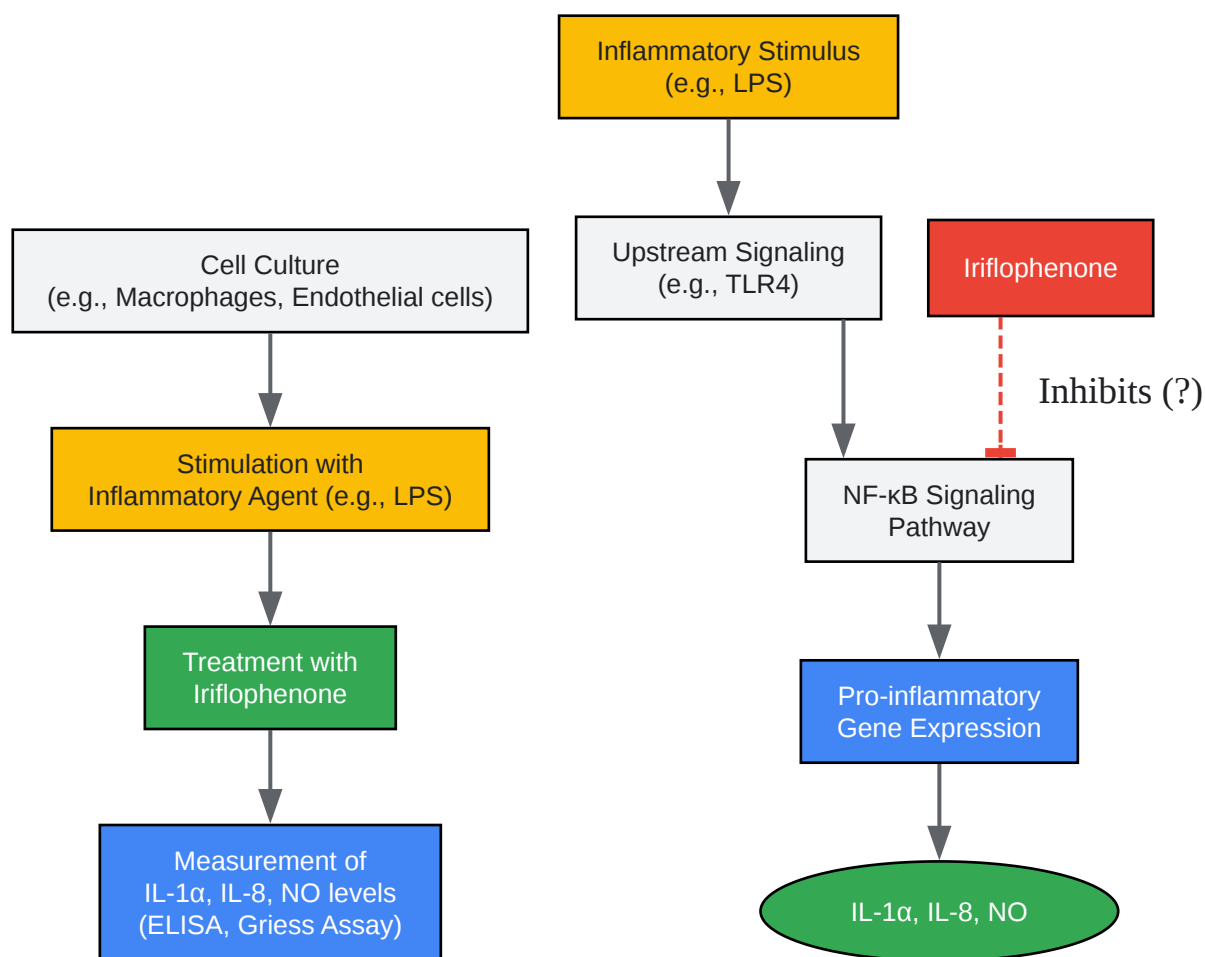 Inflammatory Stimulus
(e.g., LPS)
Cell Culture
(e.g., Macrophages, Endothelial cells)
Upstream Signaling
(e.g., TLR4)
Iriflophenone
Inhibits (?)
Stimulation with
Inflammatory Agent (e.g., LPS)
NF-κB Signaling
Pathway
Treatment with
Iriflophenone
Pro-inflammatory
Gene Expression
Measurement of
IL-1α, IL-8, NO levels
(ELISA, Griess Assay)
IL-1α, IL-8, NO